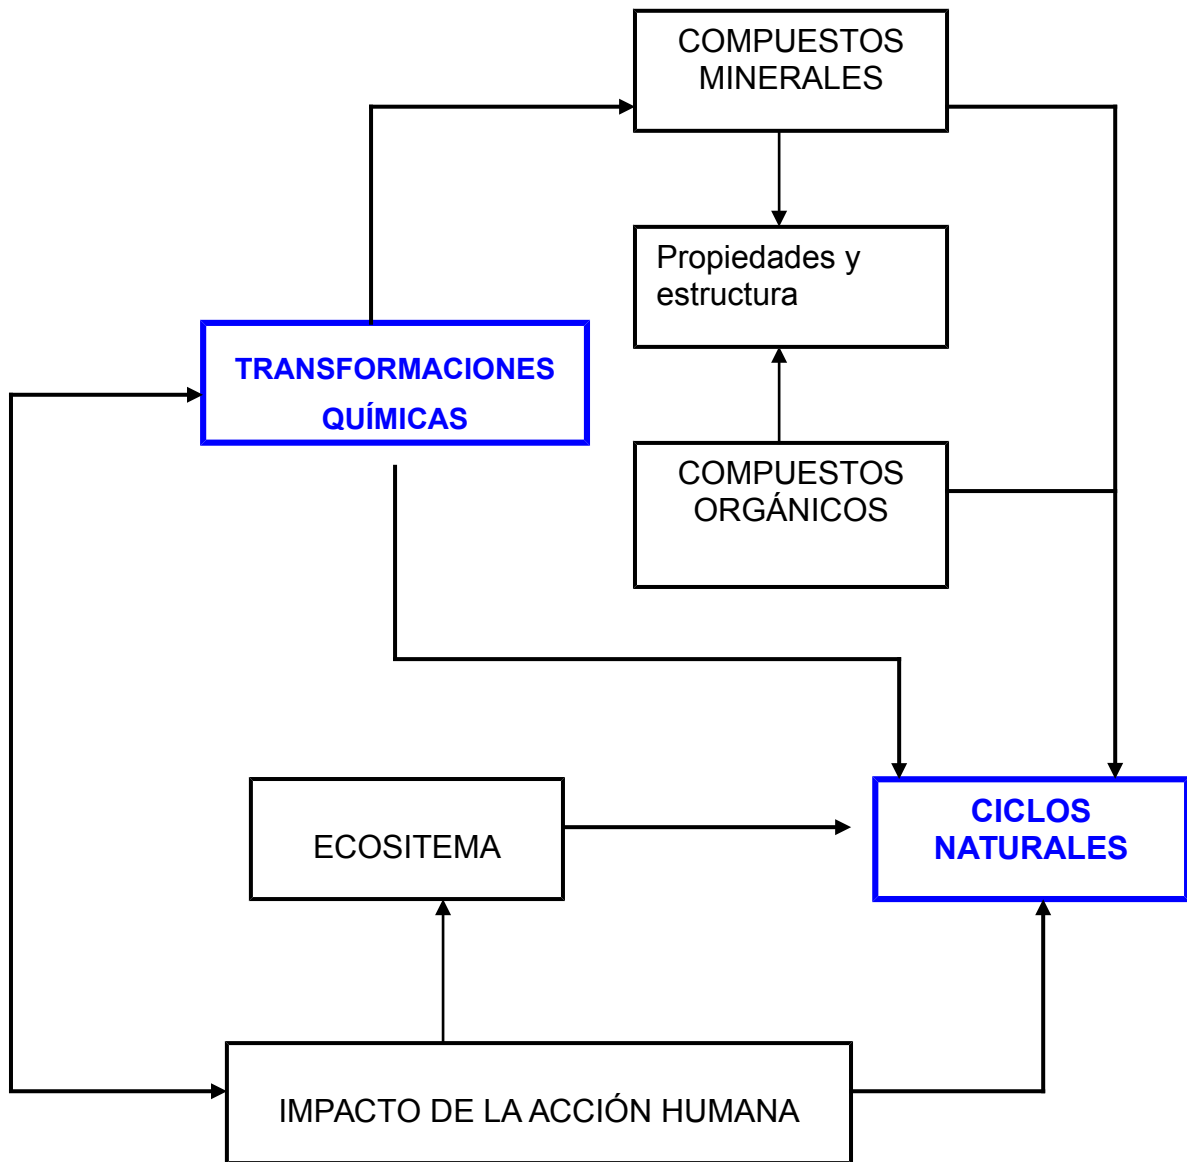 COMPUESTOS
MINERALES
Propiedades y
estructura
TRANSFORMACIONES
QUÍMICAS
COMPUESTOS
ORGÁNICOS
ECOSITEMA
CICLOS
NATURALES
IMPACTO DE LA ACCIÓN HUMANA